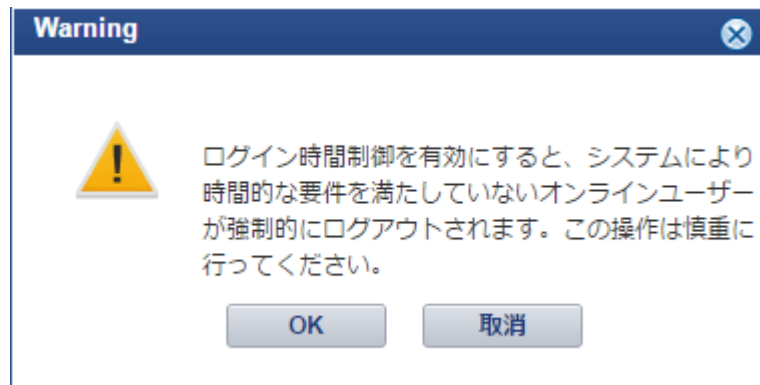 Warning
ログイン時間制御を有効にすると、システムにより
時間的な要件を満たしていないオンラインユーザー
が強制的にログアウトされます。この操作は慎重に
行ってください。
OK
取消